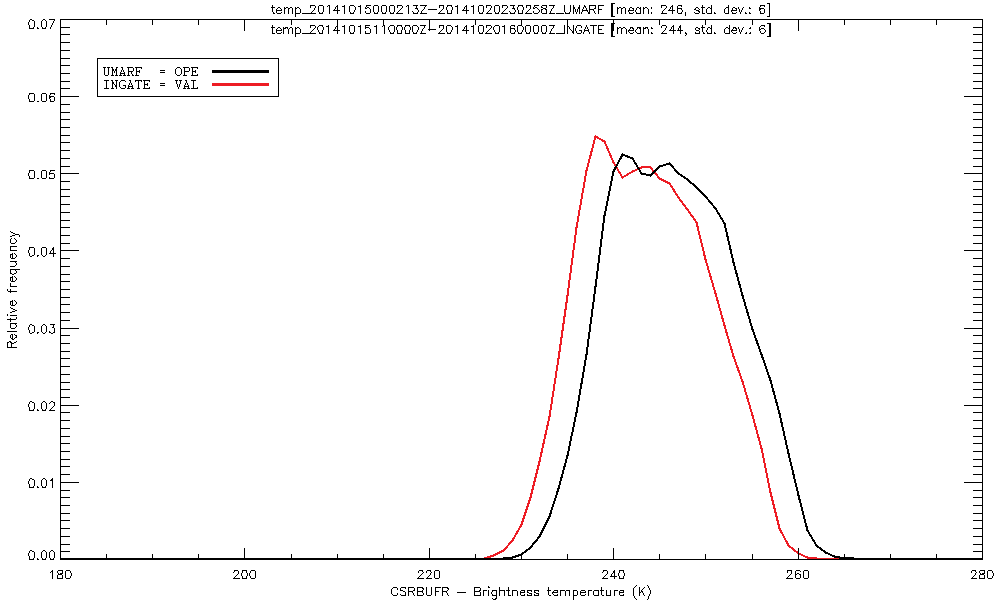 temp_20141015000213Z-20141020230258Z_UMARF [mean: 246, std. dev.: 6]
temp_20141015110000Z-20141020160000Z_INGATE [mean: 244, std. dev.: 6]
UMARF = OPE
INGATE = VAL
0.07
0.06
0.05
0.04
0.03
0.02
0.01
0.00
Relative frequency
180 200 220 240 260 280
CSRBUFR – Brightness temperature (K)